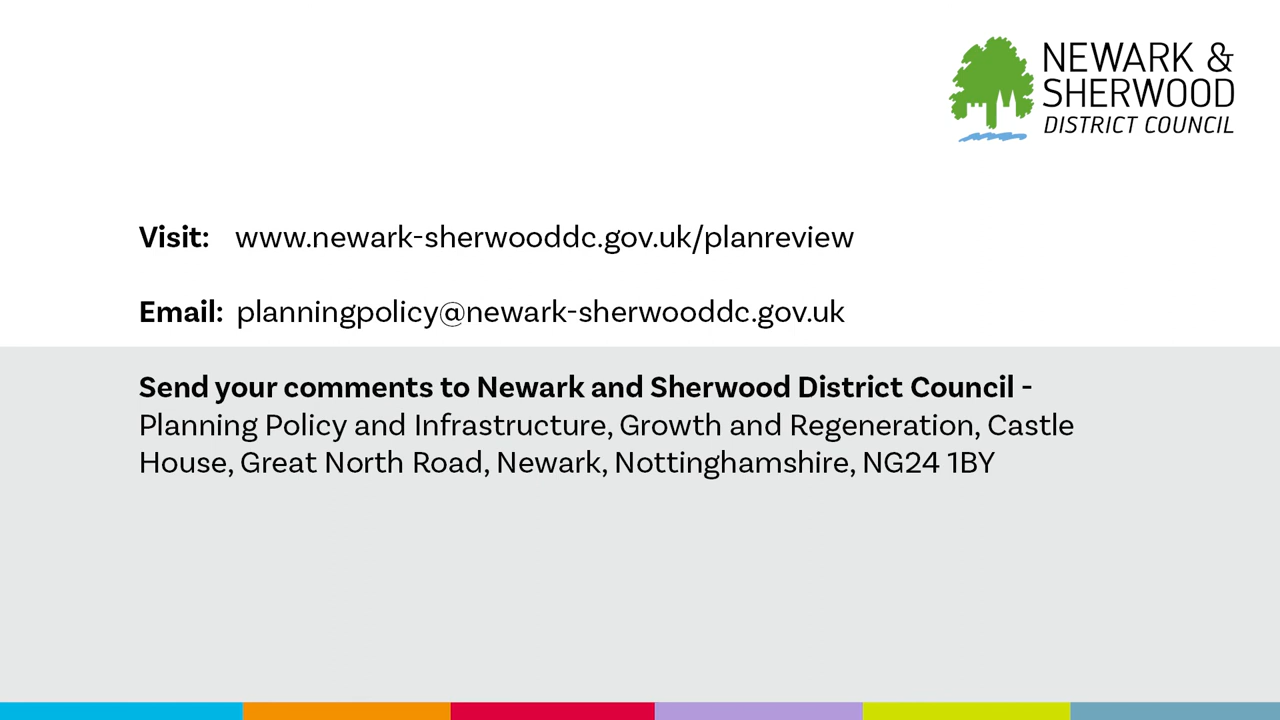 NEWARK &
SHERWOOD
DISTRICT COUNCIL
Visit: www.newark-sherwooddc.gov.uk/planreview
Email: planningpolicy@newark-sherwooddc.gov.uk
Send your comments to Newark and Sherwood District Council -
Planning Policy and Infrastructure, Growth and Regeneration, Castle
House, Great North Road, Newark, Nottinghamshire, NG24 1BY